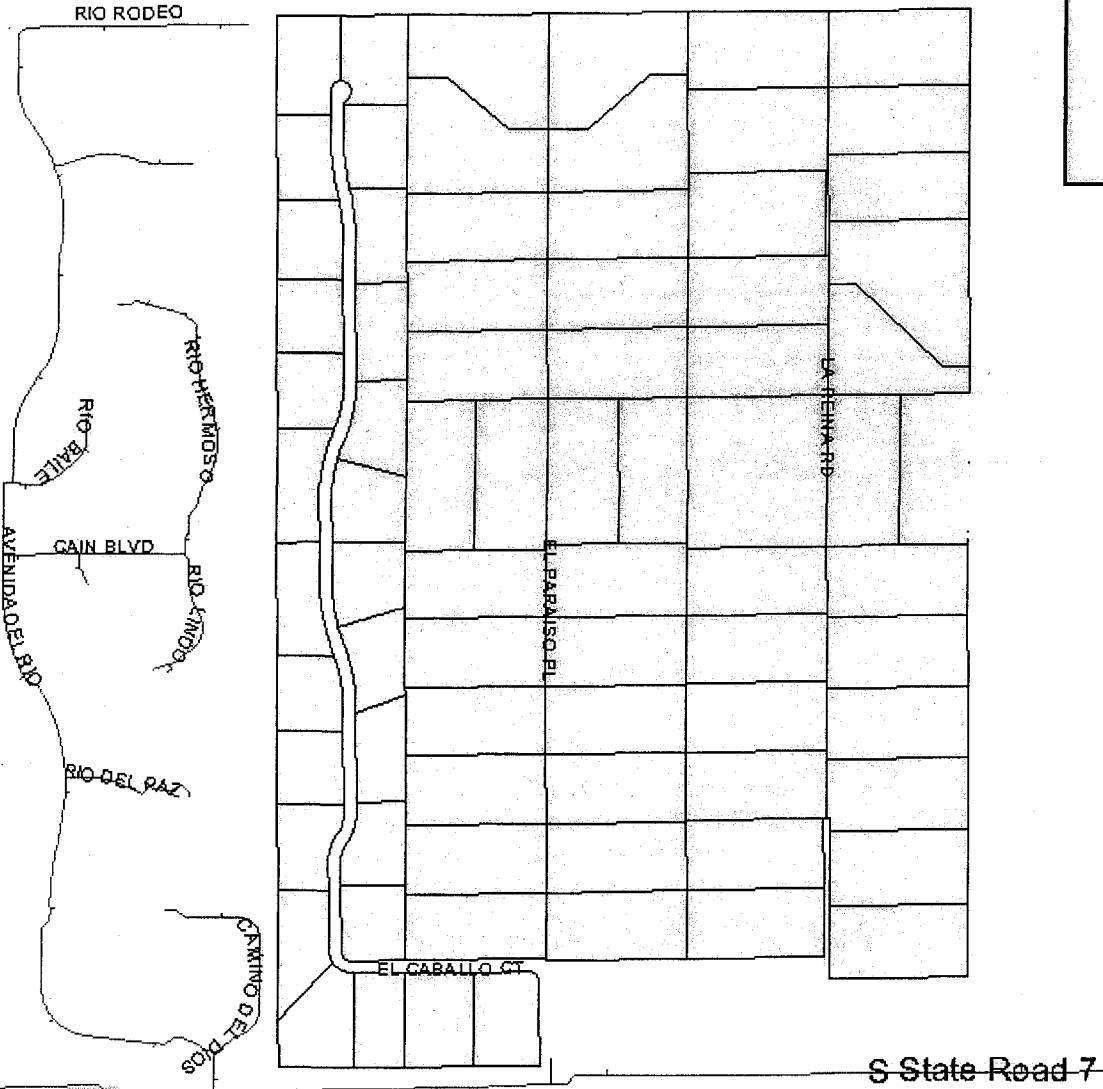 RIO RODEO
RIO HERMOSO
RIO BAILE
LA REINA RD
AVENIDA DEL RIO
CAIN BLVD
RIO LINDO
EL PARAISO PL
RIO DEL PAZ
CAMINO DEL DIOS
EL CABALLO CT
S State Road 7